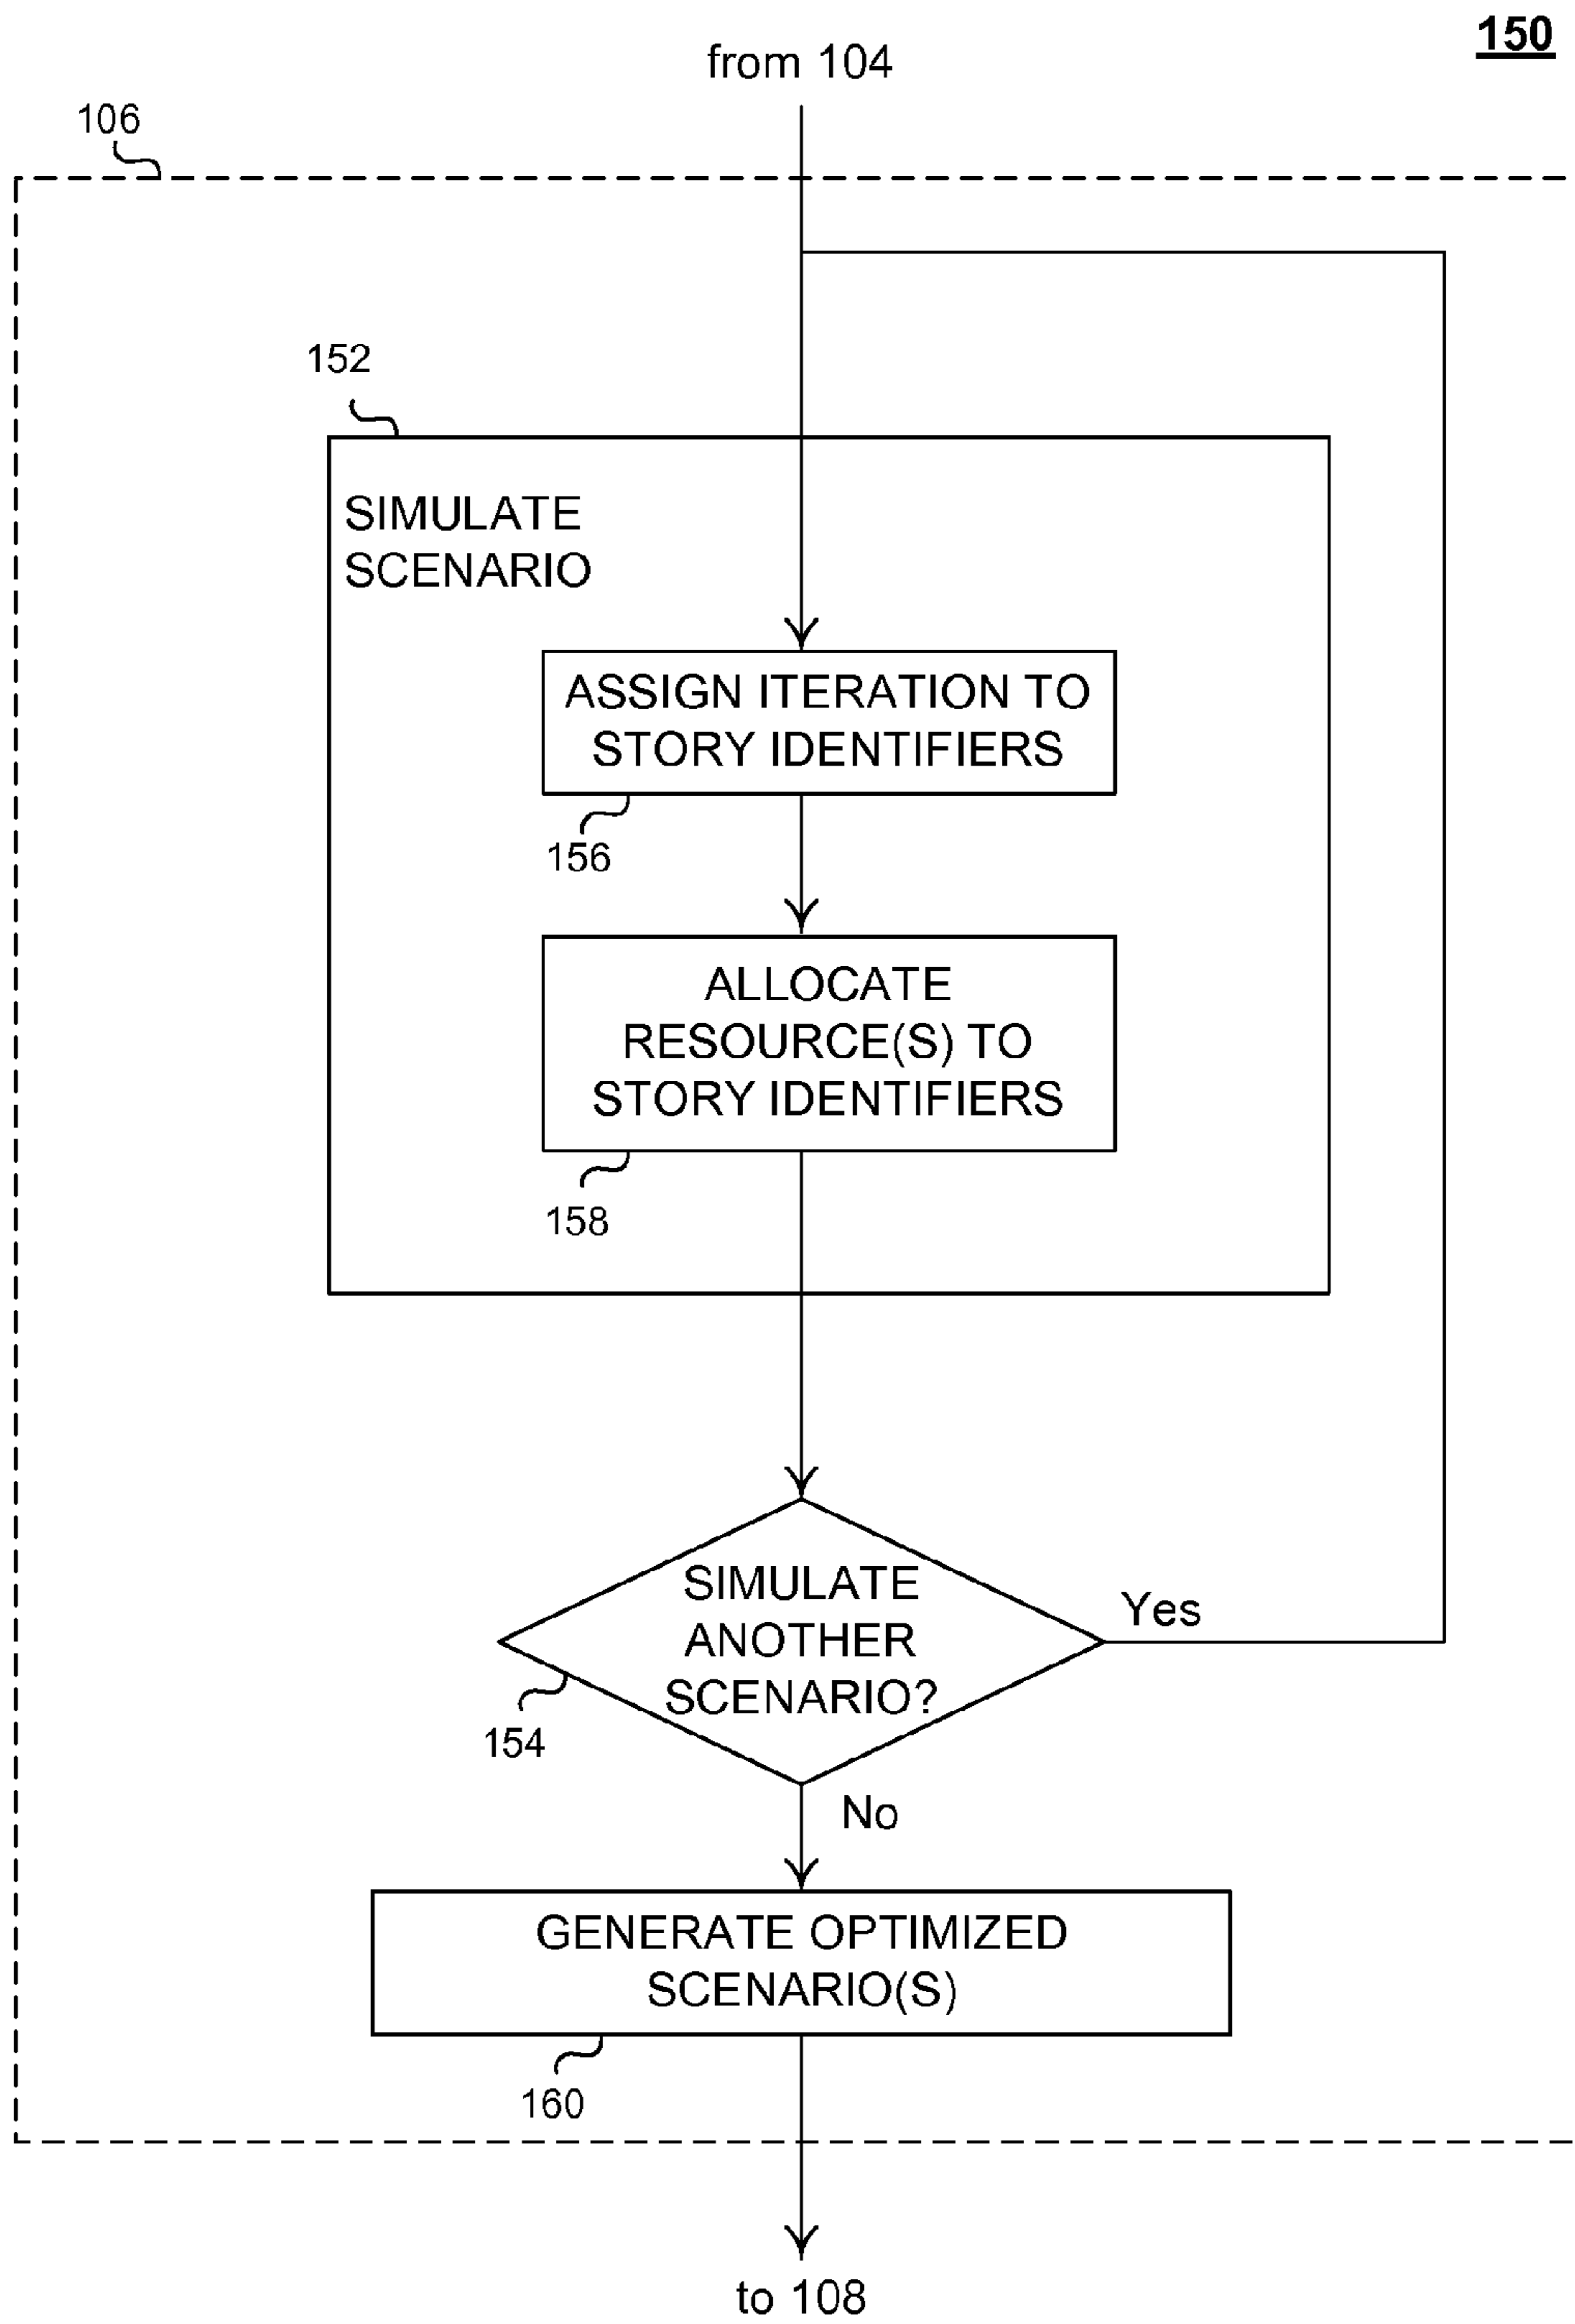 150
from 104
106
152
SIMULATE
SCENARIO
ASSIGN ITERATION TO
STORY IDENTIFIERS
156
ALLOCATE
RESOURCE(S) TO
STORY IDENTIFIERS
158
SIMULATE
ANOTHER
SCENARIO?
Yes
154
No
GENERATE OPTIMIZED
SCENARIO(S)
160
to 108